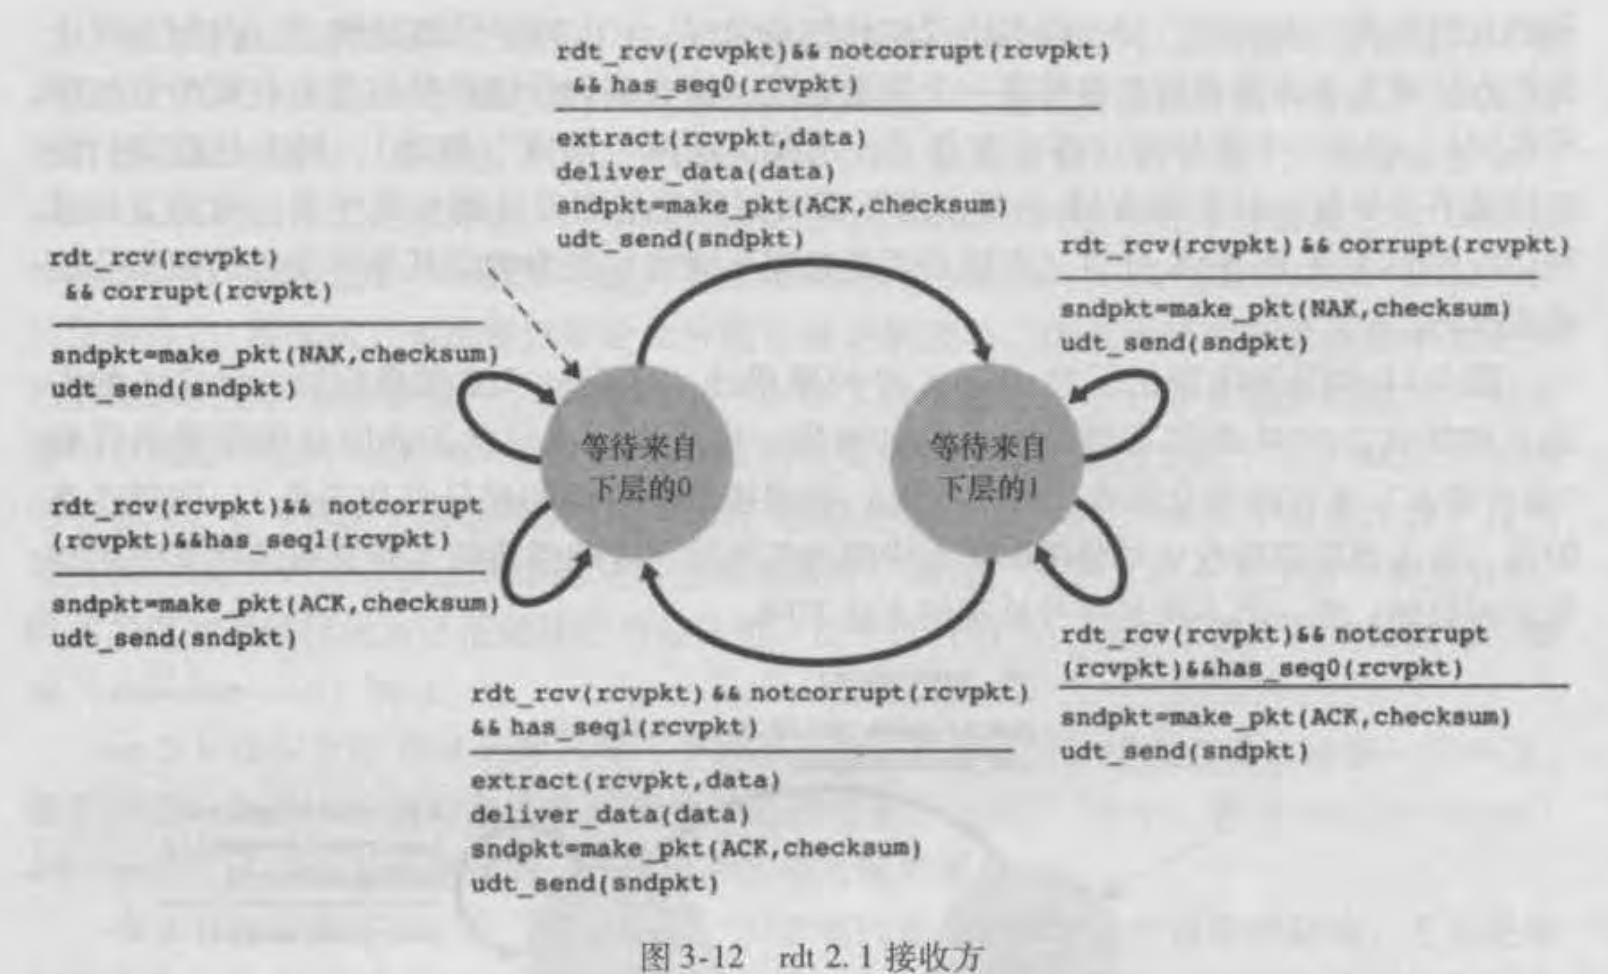 rdt_rcv(rcvpkt)&& notcorrupt(rcvpkt)
&& has_seq0(rcvpkt)
extract(rcvpkt,data)
deliver_data(data)
sndpkt=make_pkt(ACK,checksum)
udt_send(sndpkt)
rdt_rcv(rcvpkt)
&& corrupt(rcvpkt)
sndpkt=make_pkt(NAK,checksum)
udt_send(sndpkt)
rdt_rcv(rcvpkt) && corrupt(rcvpkt)
sndpkt=make_pkt(NAK,checksum)
udt_send(sndpkt)
等待来自
下层的0
等待来自
下层的1
rdt_rcv(rcvpkt)&& notcorrupt
(rcvpkt)&&has_seq1(rcvpkt)
sndpkt=make_pkt(ACK,checksum)
udt_send(sndpkt)
rdt_rcv(rcvpkt)&& notcorrupt
(rcvpkt)&&has_seq0(rcvpkt)
sndpkt=make_pkt(ACK,checksum)
udt_send(sndpkt)
rdt_rcv(rcvpkt) && notcorrupt(rcvpkt)
&& has_seq1(rcvpkt)
extract(rcvpkt,data)
deliver_data(data)
sndpkt=make_pkt(ACK,checksum)
udt_send(sndpkt)
图 3-12 rdt 2. 1 接收方